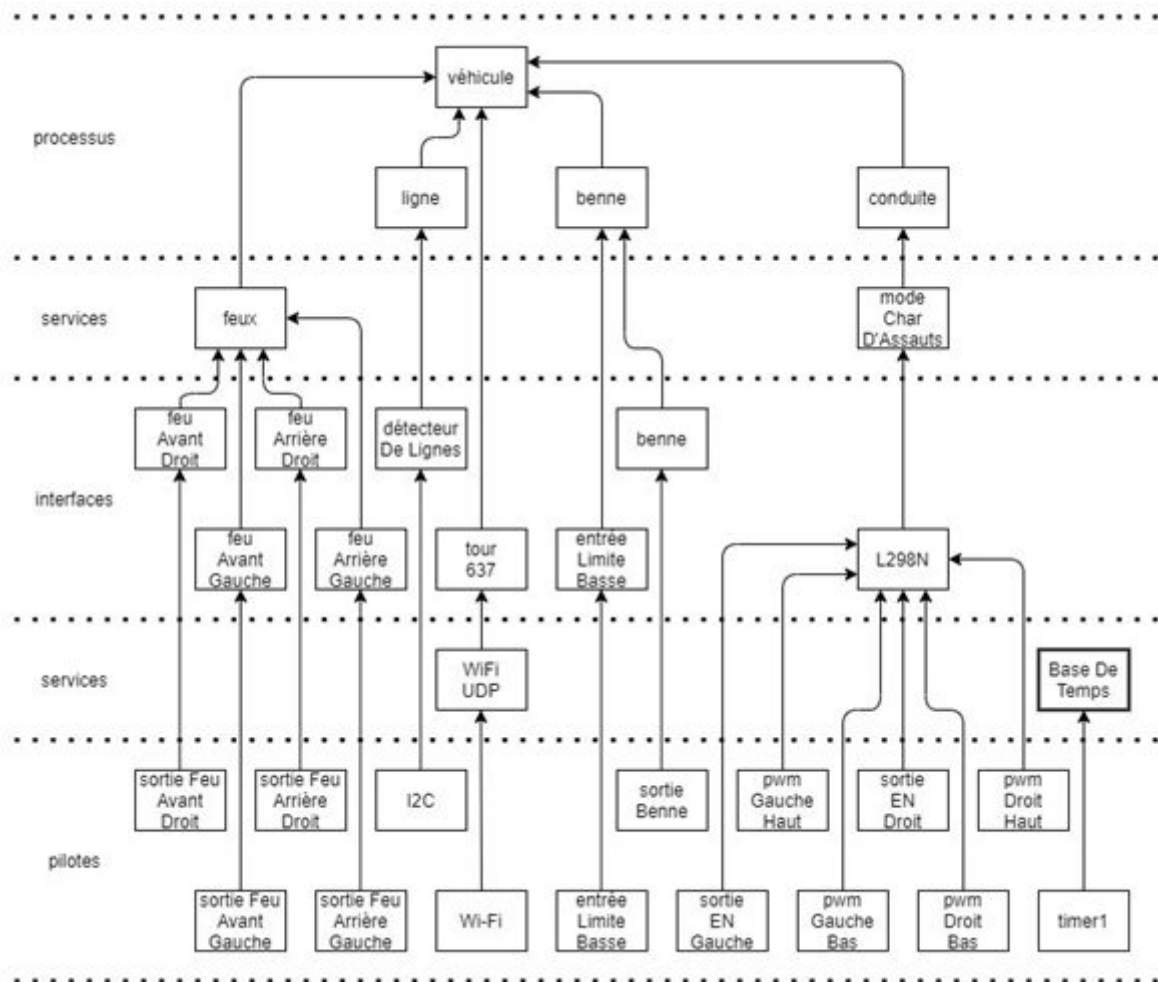 véhicule
processus
ligne
benne
conduite
services
feux
mode
Char
D'Assauts
feu
Avant
Droit
feu
Arrière
Droit
détecteur
De Lignes
benne
interfaces
feu
Avant
Gauche
feu
Arrière
Gauche
tour
637
entrée
Limite
Basse
L298N
services
WiFi
UDP
Base De
Temps
sortie Feu
Avant
Droit
sortie Feu
Arrière
Droit
I2C
sortie
Benne
pwm
Gauche
Haut
sortie
EN
Droit
pwm
Droit
Haut
pilotes
sortie Feu
Avant
Gauche
sortie Feu
Arrière
Gauche
Wi-Fi
entrée
Limite
Basse
sortie
EN
Gauche
pwm
Gauche
Bas
pwm
Droit
Bas
timer1